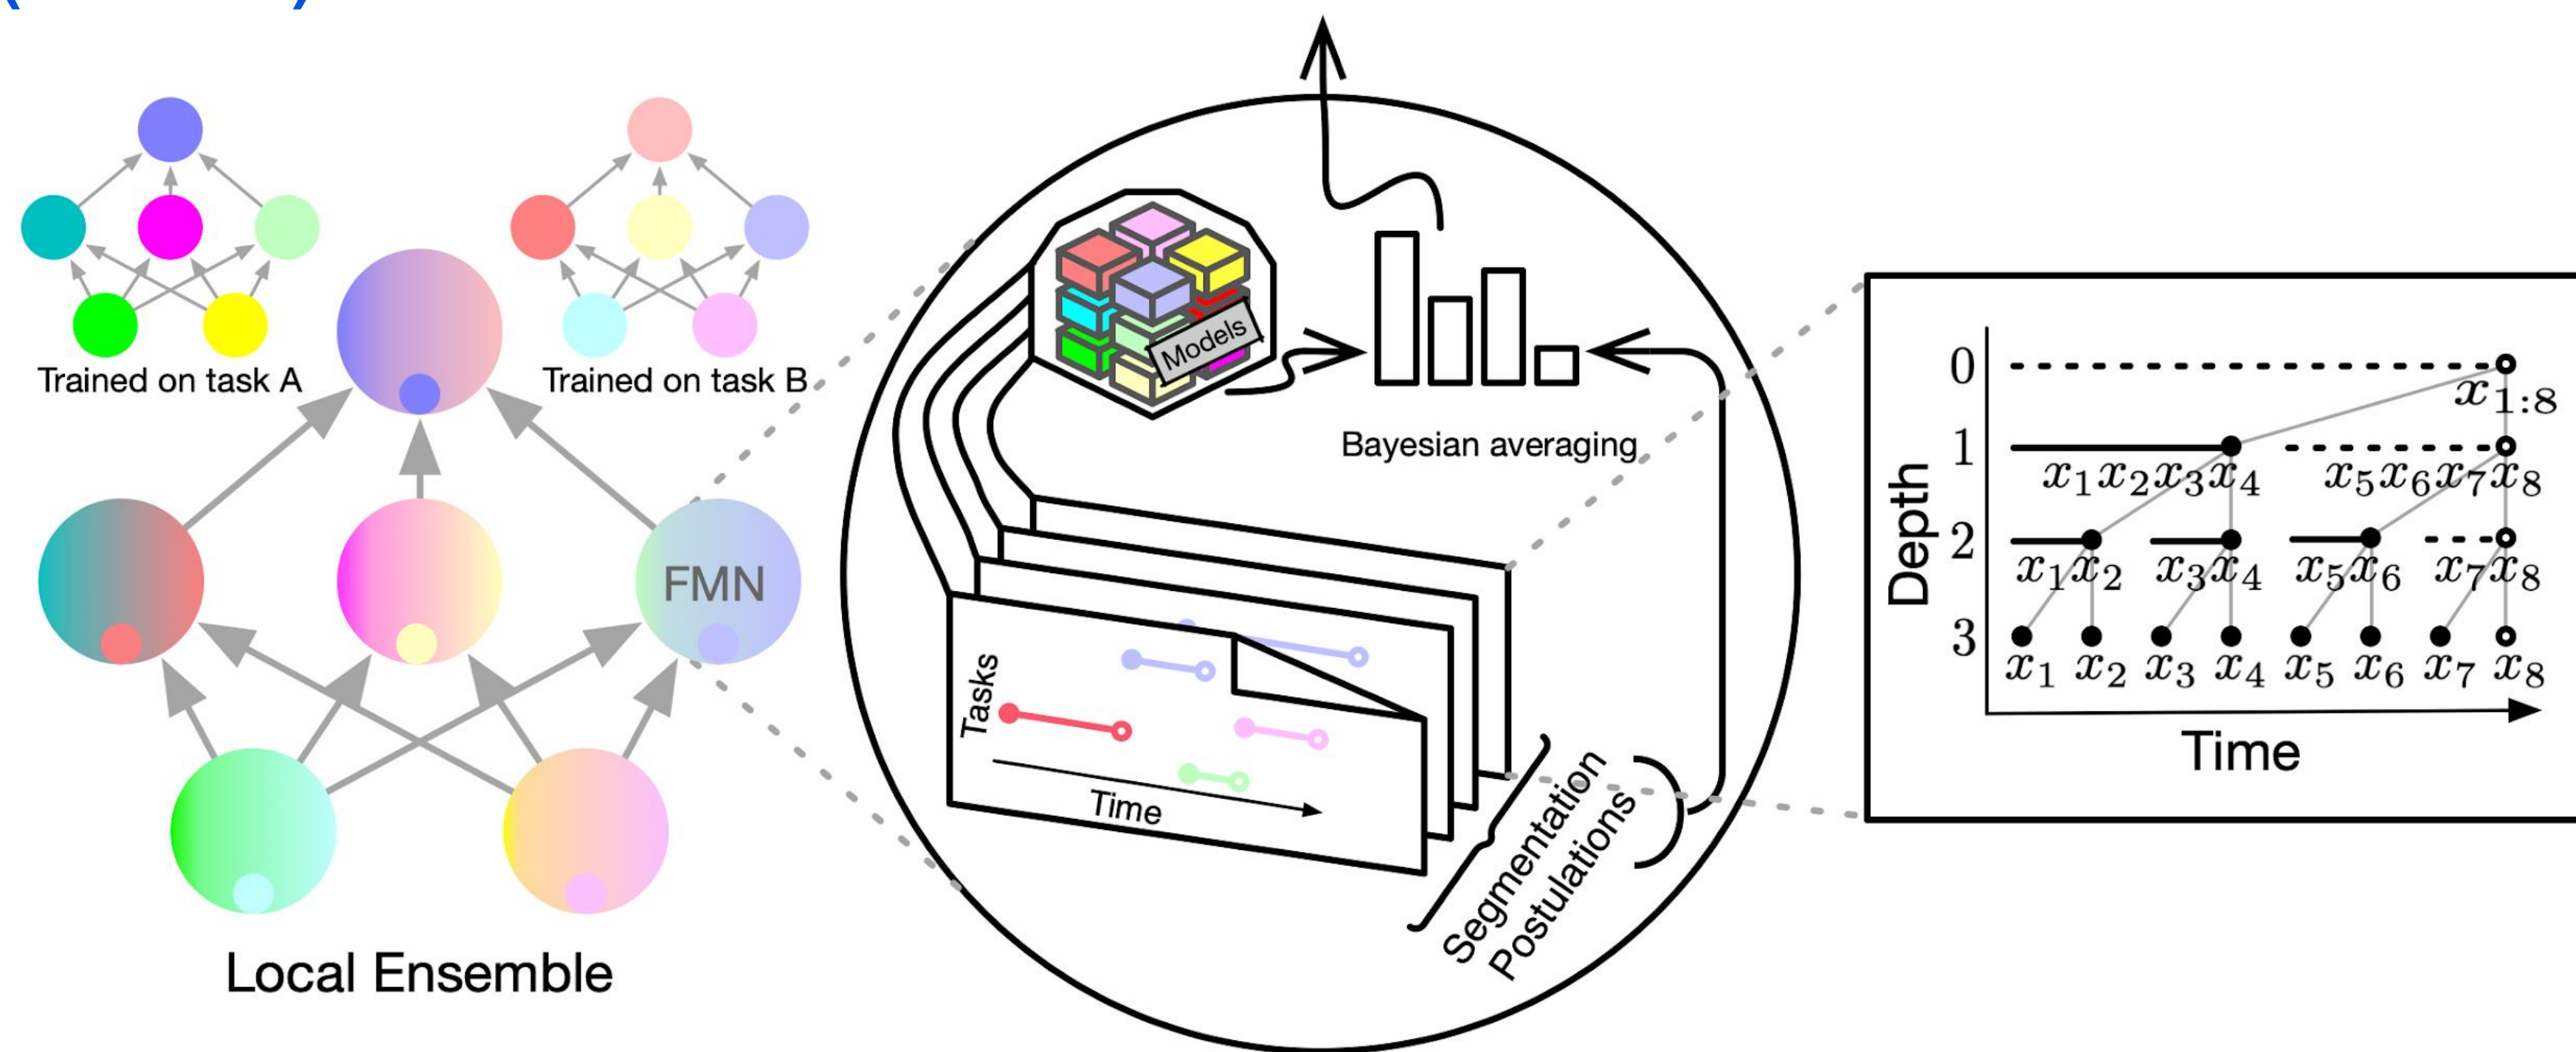 Trained on task A
Trained on task B
FMN
Local Ensemble
Models
Bayesian averaging
Tasks
Time
Segmentation
Postulations
Depth
0
x1:8
1
x1x2x3x4 x5x6x7x8
2
x1x2 x3x4 x5x6 x7x8
3
x1 x2 x3 x4 x5 x6 x7 x8
Time